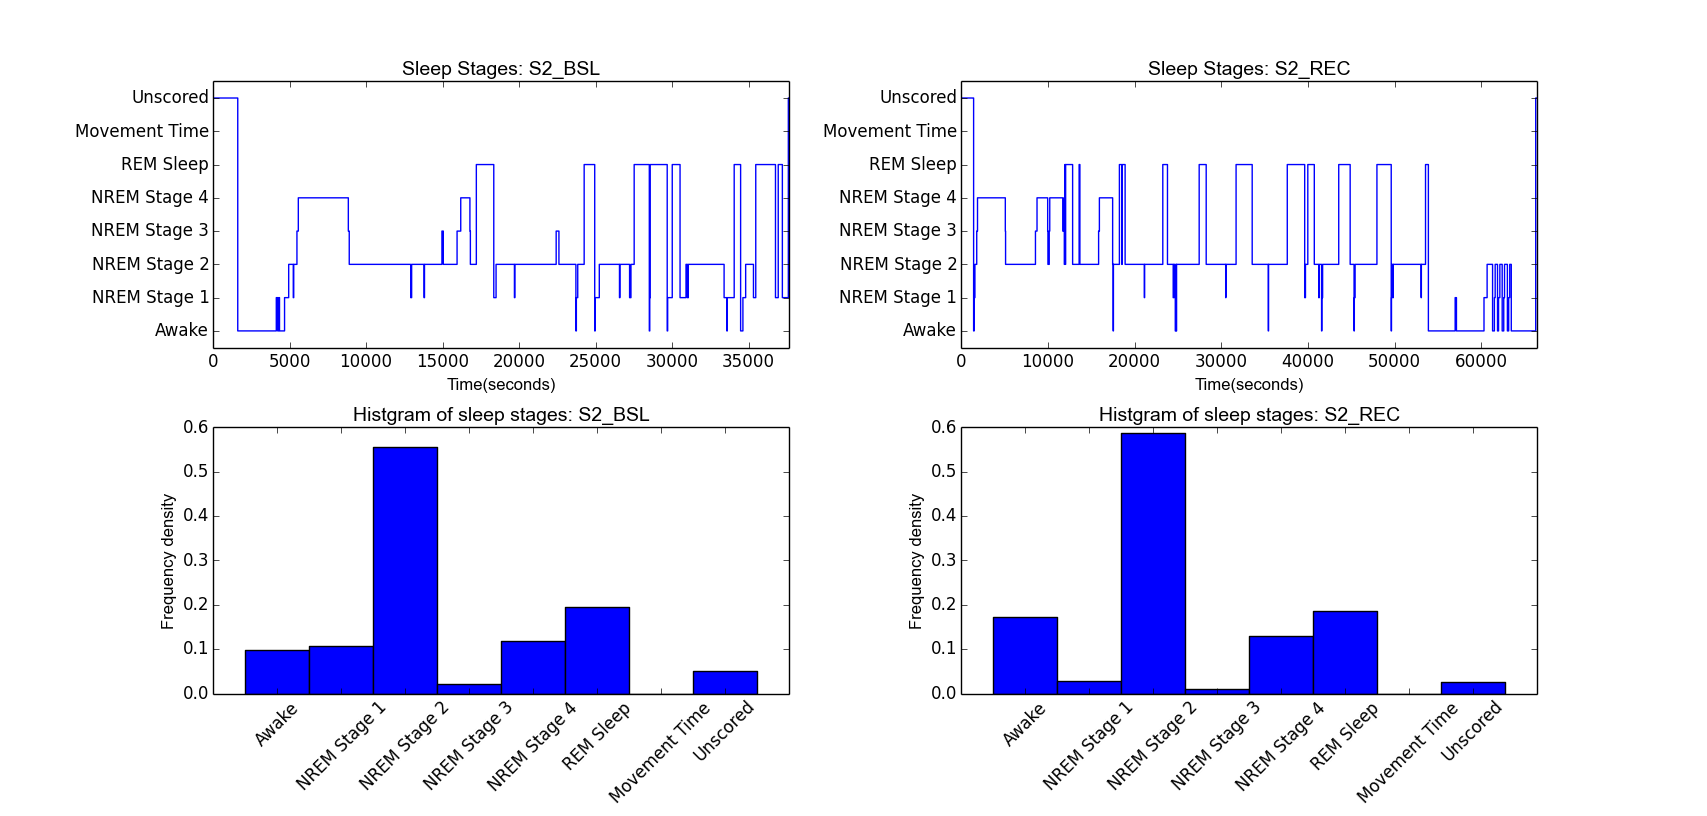 Sleep Stages: S2_BSL
Unscored
Movement Time
REM Sleep
NREM Stage 4
NREM Stage 3
NREM Stage 2
NREM Stage 1
Awake
0 5000 10000 15000 20000 25000 30000 35000
Time(seconds)
Sleep Stages: S2_REC
Unscored
Movement Time
REM Sleep
NREM Stage 4
NREM Stage 3
NREM Stage 2
NREM Stage 1
Awake
0 10000 20000 30000 40000 50000 60000
Time(seconds)
Histgram of sleep stages: S2_BSL
Frequency density
0.6
0.5
0.4
0.3
0.2
0.1
0.0
Awake
NREM Stage 1
NREM Stage 2
NREM Stage 3
NREM Stage 4
REM Sleep
Movement Time
Unscored
Histgram of sleep stages: S2_REC
Frequency density
0.6
0.5
0.4
0.3
0.2
0.1
0.0
Awake
NREM Stage 1
NREM Stage 2
NREM Stage 3
NREM Stage 4
REM Sleep
Movement Time
Unscored